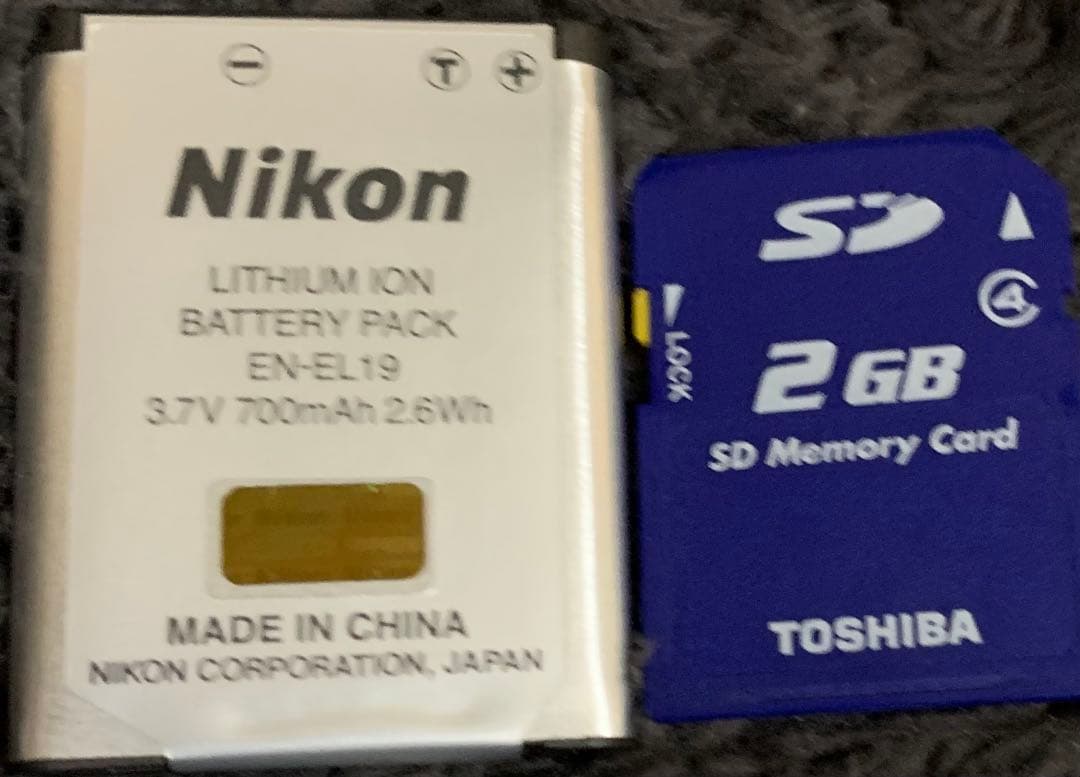 − T +
Nikon
LITHIUM ION
BATTERY PACK
EN-EL19
3.7V 700mAh 2.6Wh
MADE IN CHINA
NIKON CORPORATION, JAPAN
SD
4
LOCK
2GB
SD Memory Card
TOSHIBA